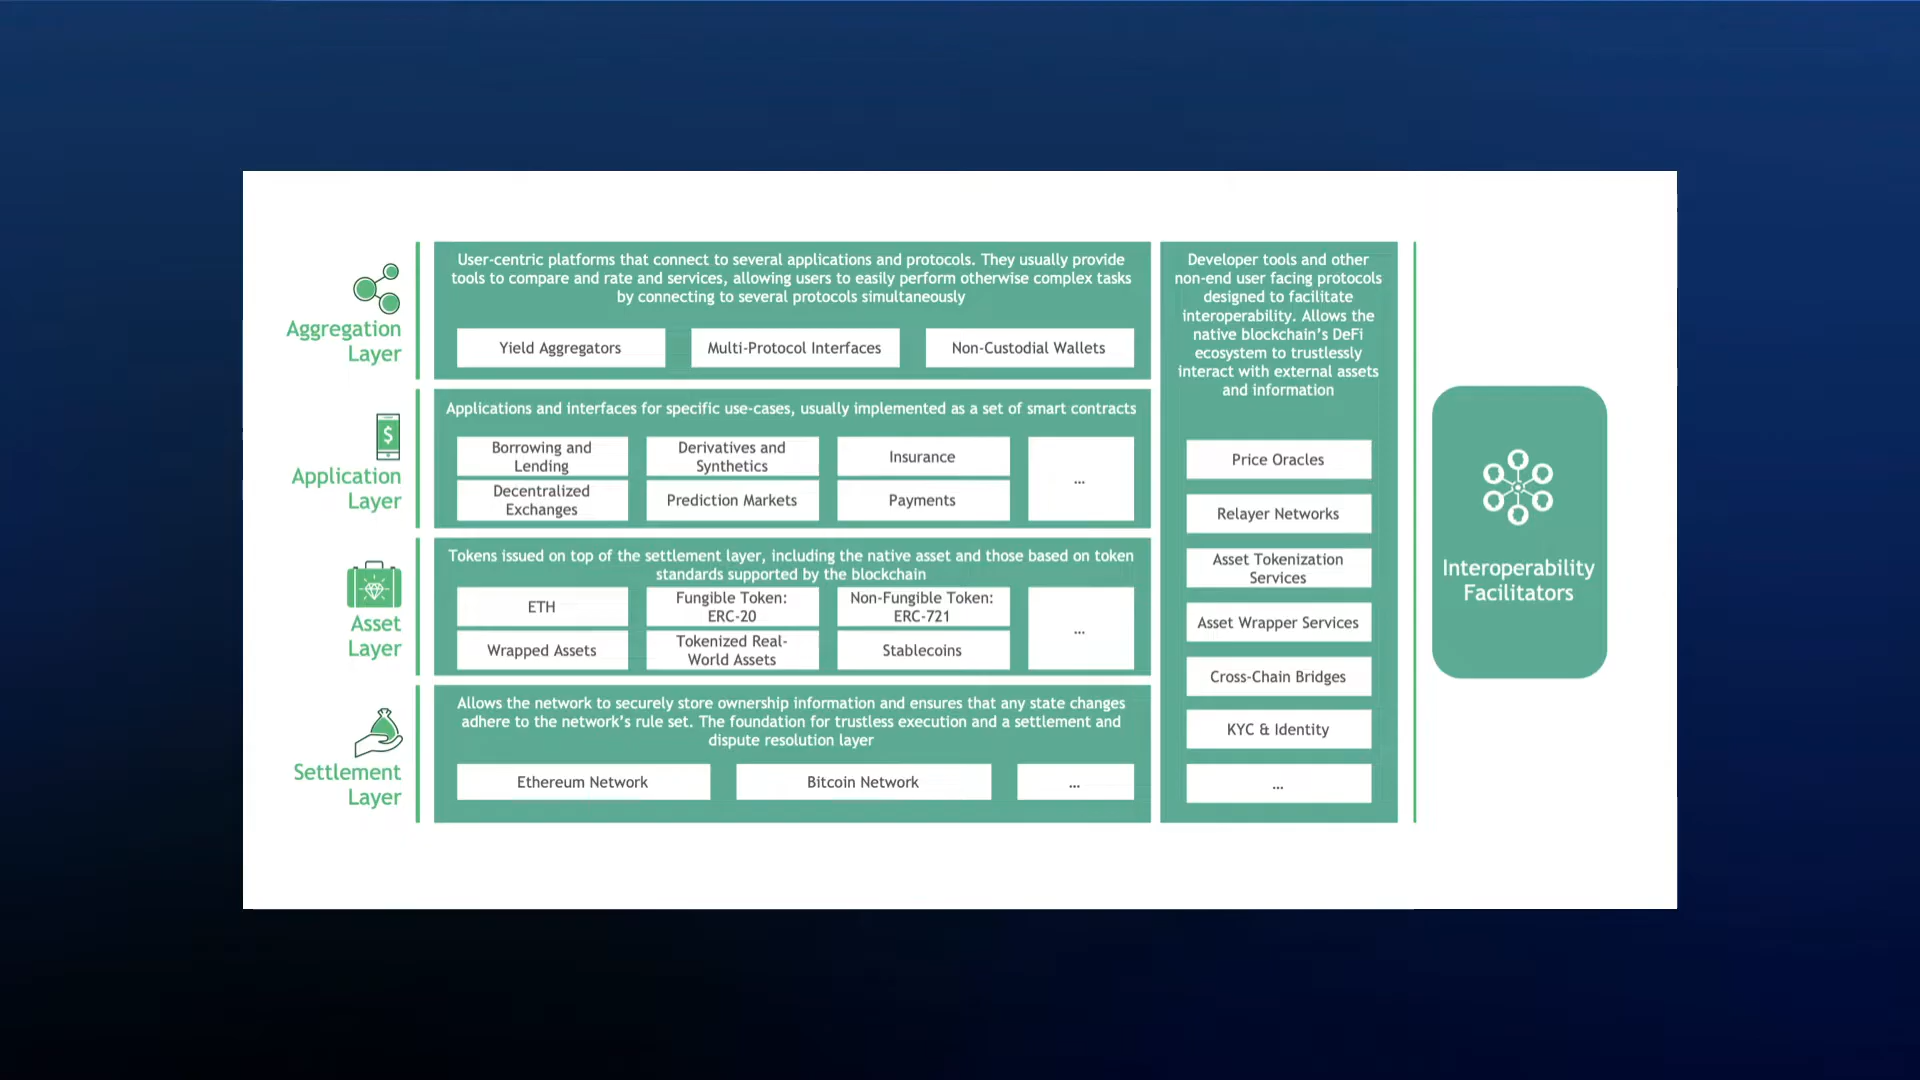 Aggregation
Layer
User-centric platforms that connect to several applications and protocols. They usually provide
tools to compare and rate and services, allowing users to easily perform otherwise complex tasks
by connecting to several protocols simultaneously
Yield Aggregators
Multi-Protocol Interfaces
Non-Custodial Wallets
Application
Layer
Applications and interfaces for specific use-cases, usually implemented as a set of smart contracts
Borrowing and
Lending
Derivatives and
Synthetics
Insurance
...
Decentralized
Exchanges
Prediction Markets
Payments
Asset
Layer
Tokens issued on top of the settlement layer, including the native asset and those based on token
standards supported by the blockchain
ETH
Fungible Token:
ERC-20
Non-Fungible Token:
ERC-721
...
Wrapped Assets
Tokenized Real-
World Assets
Stablecoins
Settlement
Layer
Allows the network to securely store ownership information and ensures that any state changes
adhere to the network's rule set. The foundation for trustless execution and a settlement and
dispute resolution layer
Ethereum Network
Bitcoin Network
...
Developer tools and other
non-end user facing protocols
designed to facilitate
interoperability. Allows the
native blockchain's DeFi
ecosystem to trustlessly
interact with external assets
and information
Price Oracles
Relayer Networks
Asset Tokenization
Services
Asset Wrapper Services
Cross-Chain Bridges
KYC & Identity
...
Interoperability
Facilitators